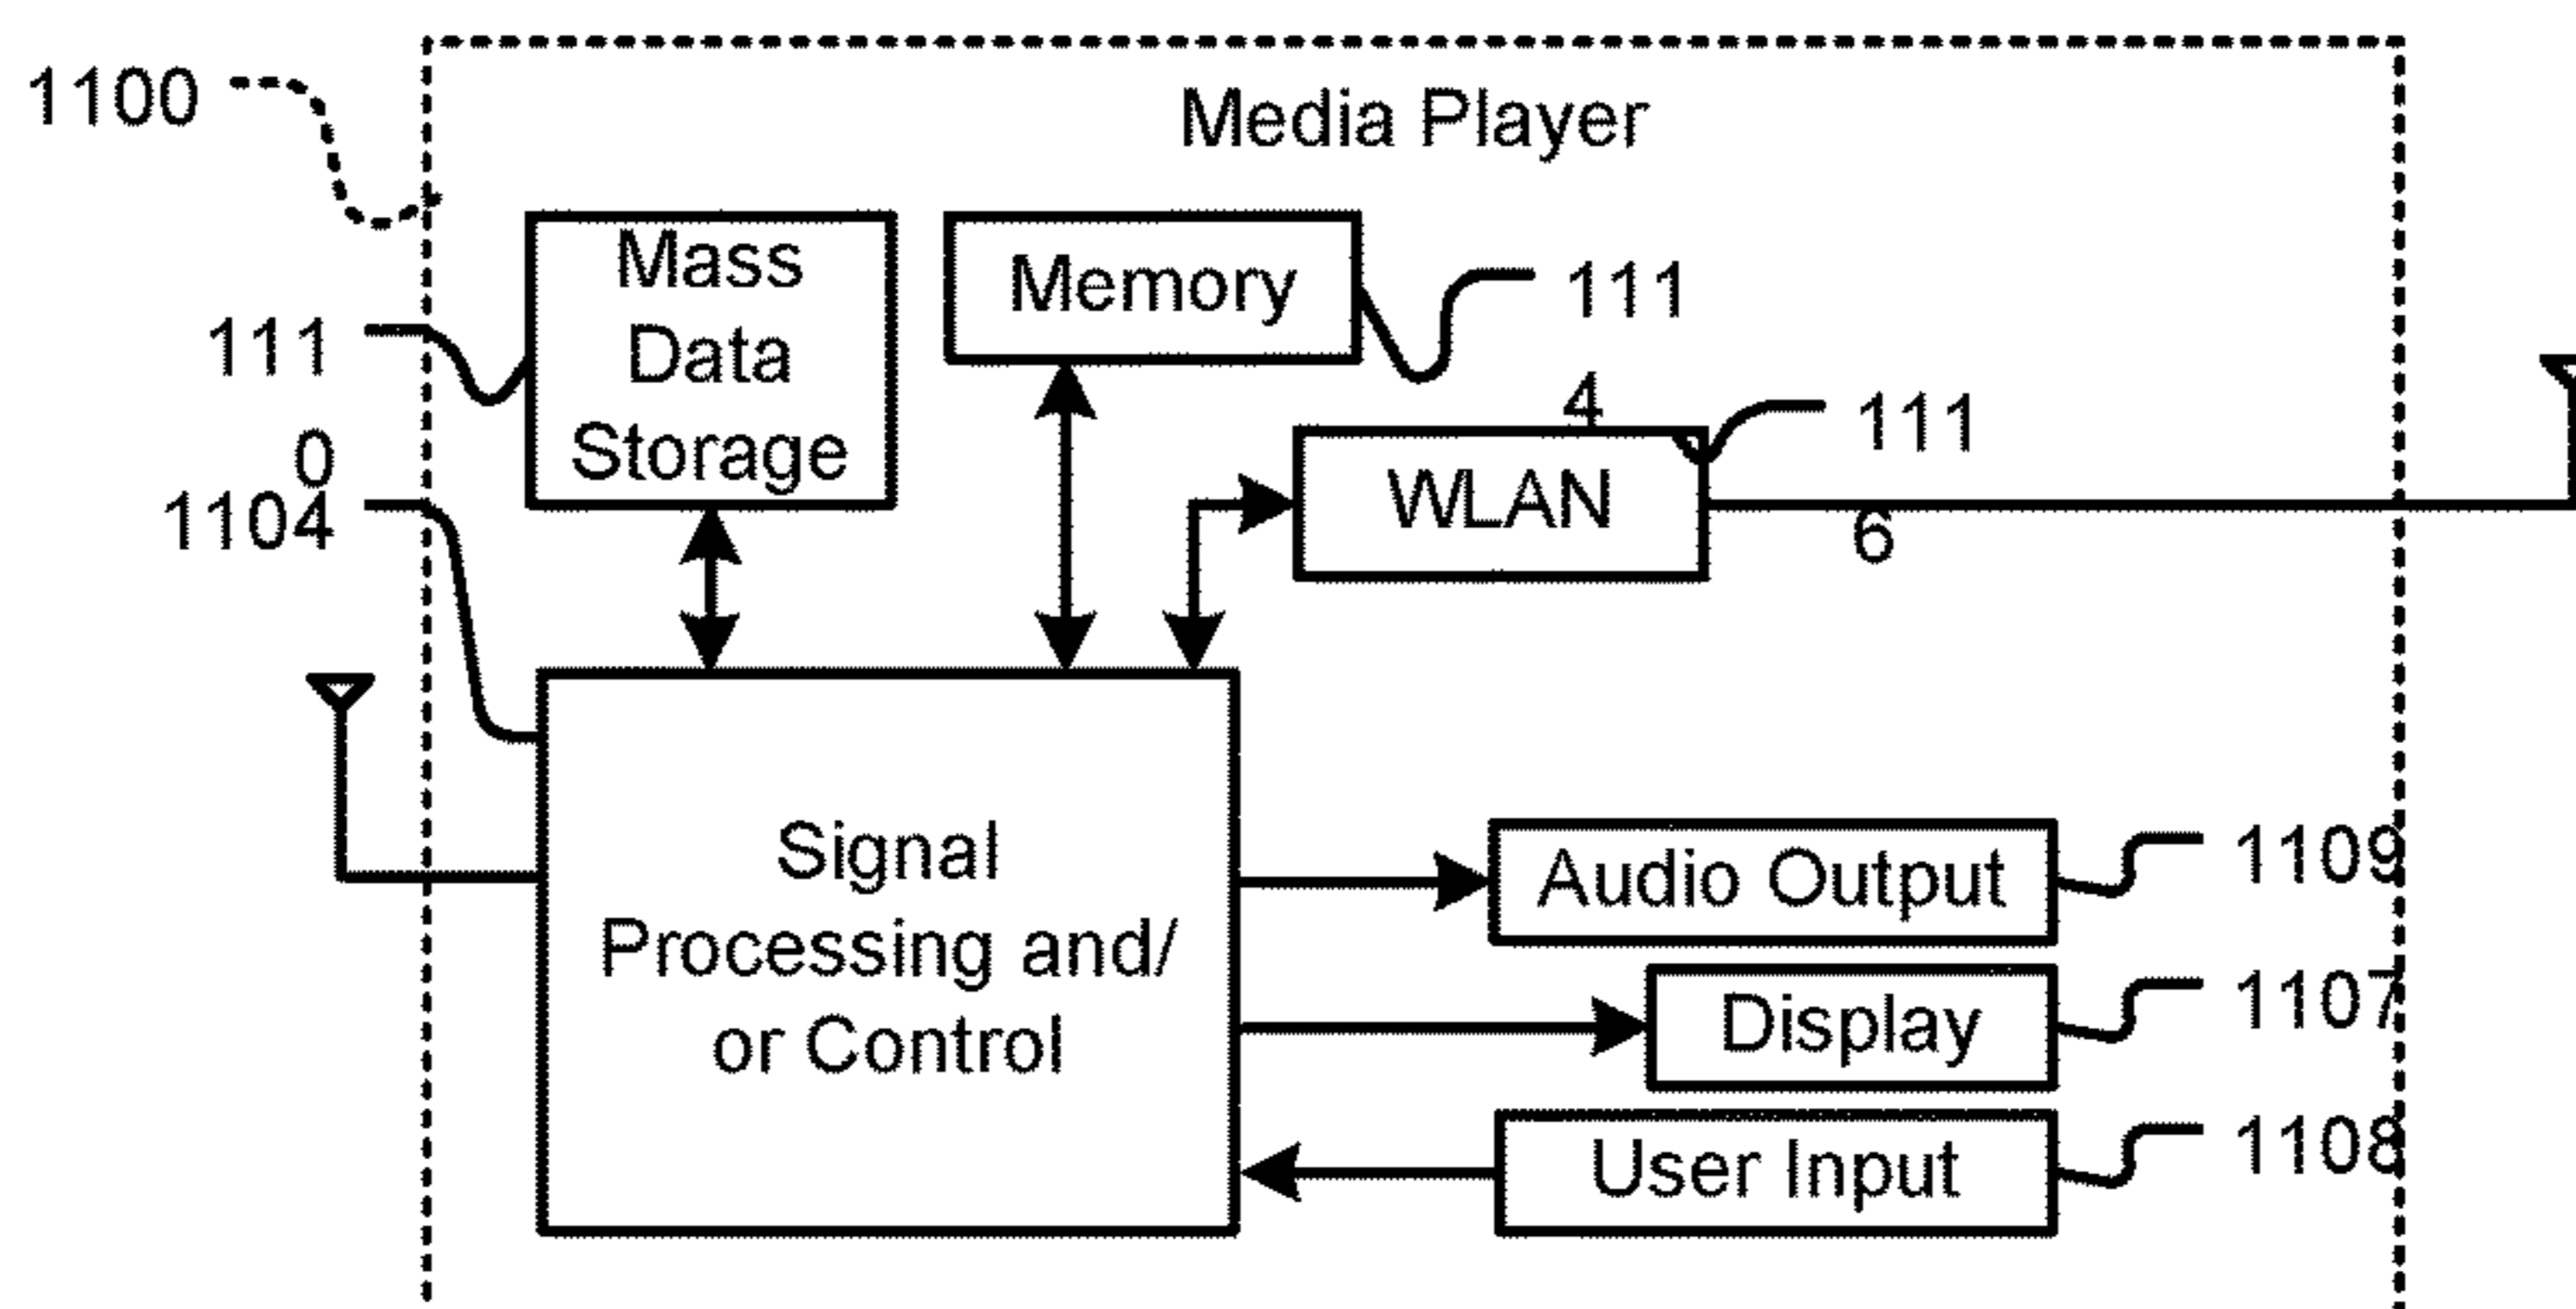 1100
Media Player
Mass
Data
Storage
Memory
111
4
111
0
1104
WLAN
111
6
Signal
Processing and/
or Control
Audio Output
1109
Display
1107
User Input
1108